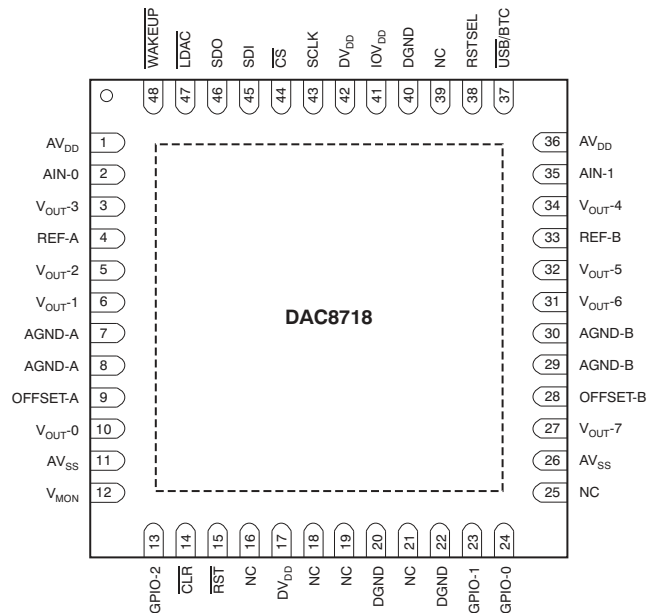 WAKEUP
LDAC
SDO
SDI
CS
SCLK
DVDD
IOVDD
DGND
NC
RSTSEL
USB/BTC
48
47
46
45
44
43
42
41
40
39
38
37
AVDD 1
AIN-0 2
VOUT-3 3
REF-A 4
VOUT-2 5
VOUT-1 6
AGND-A 7
AGND-A 8
OFFSET-A 9
VOUT-0 10
AVSS 11
VMON 12
DAC8718
36 AVDD
35 AIN-1
34 VOUT-4
33 REF-B
32 VOUT-5
31 VOUT-6
30 AGND-B
29 AGND-B
28 OFFSET-B
27 VOUT-7
26 AVSS
25 NC
13
14
15
16
17
18
19
20
21
22
23
24
GPIO-2
CLR
RST
NC
DVDD
NC
NC
DGND
NC
DGND
GPIO-1
GPIO-0